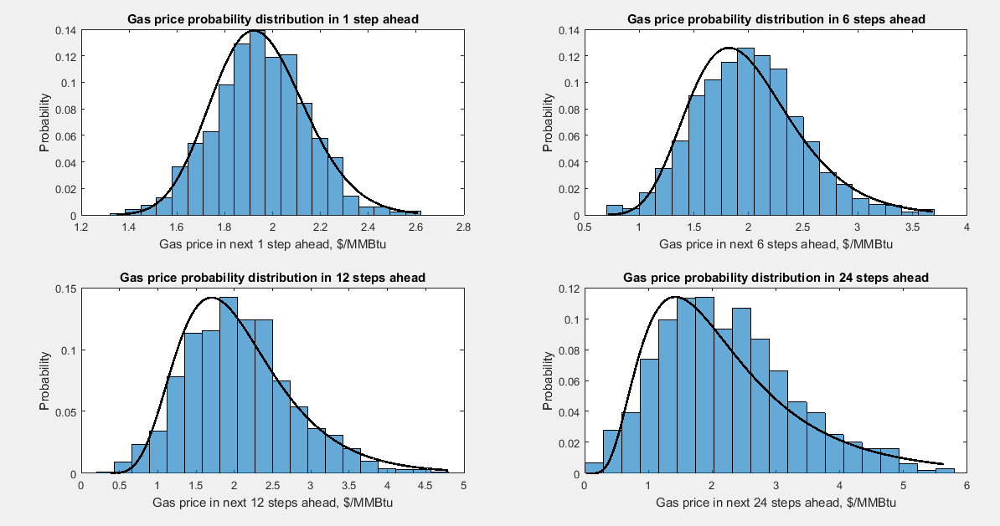 Gas price probability distribution in 1 step ahead
0.14
0.12
0.1
0.08
0.06
0.04
0.02
0
Probability
1.2 1.4 1.6 1.8 2 2.2 2.4 2.6 2.8
Gas price in next 1 step ahead, $/MMBtu
Gas price probability distribution in 6 steps ahead
0.14
0.12
0.1
0.08
0.06
0.04
0.02
0
Probability
0.5 1 1.5 2 2.5 3 3.5 4
Gas price in next 6 steps ahead, $/MMBtu
Gas price probability distribution in 12 steps ahead
0.15
0.1
0.05
0
Probability
0 0.5 1 1.5 2 2.5 3 3.5 4 4.5 5
Gas price in next 12 steps ahead, $/MMBtu
Gas price probability distribution in 24 steps ahead
0.12
0.1
0.08
0.06
0.04
0.02
0
Probability
0 1 2 3 4 5 6
Gas price in next 24 steps ahead, $/MMBtu